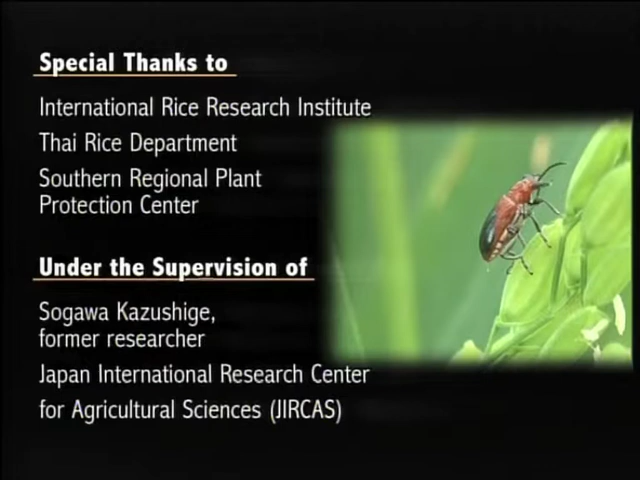 Special Thanks to
International Rice Research Institute
Thai Rice Department
Southern Regional Plant
Protection Center
Under the Supervision of
Sogawa Kazushige,
former researcher
Japan International Research Center
for Agricultural Sciences (JIRCAS)